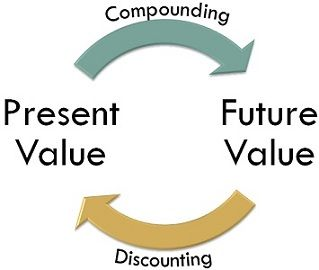 Compounding
Present
Value
Future
Value
Discounting